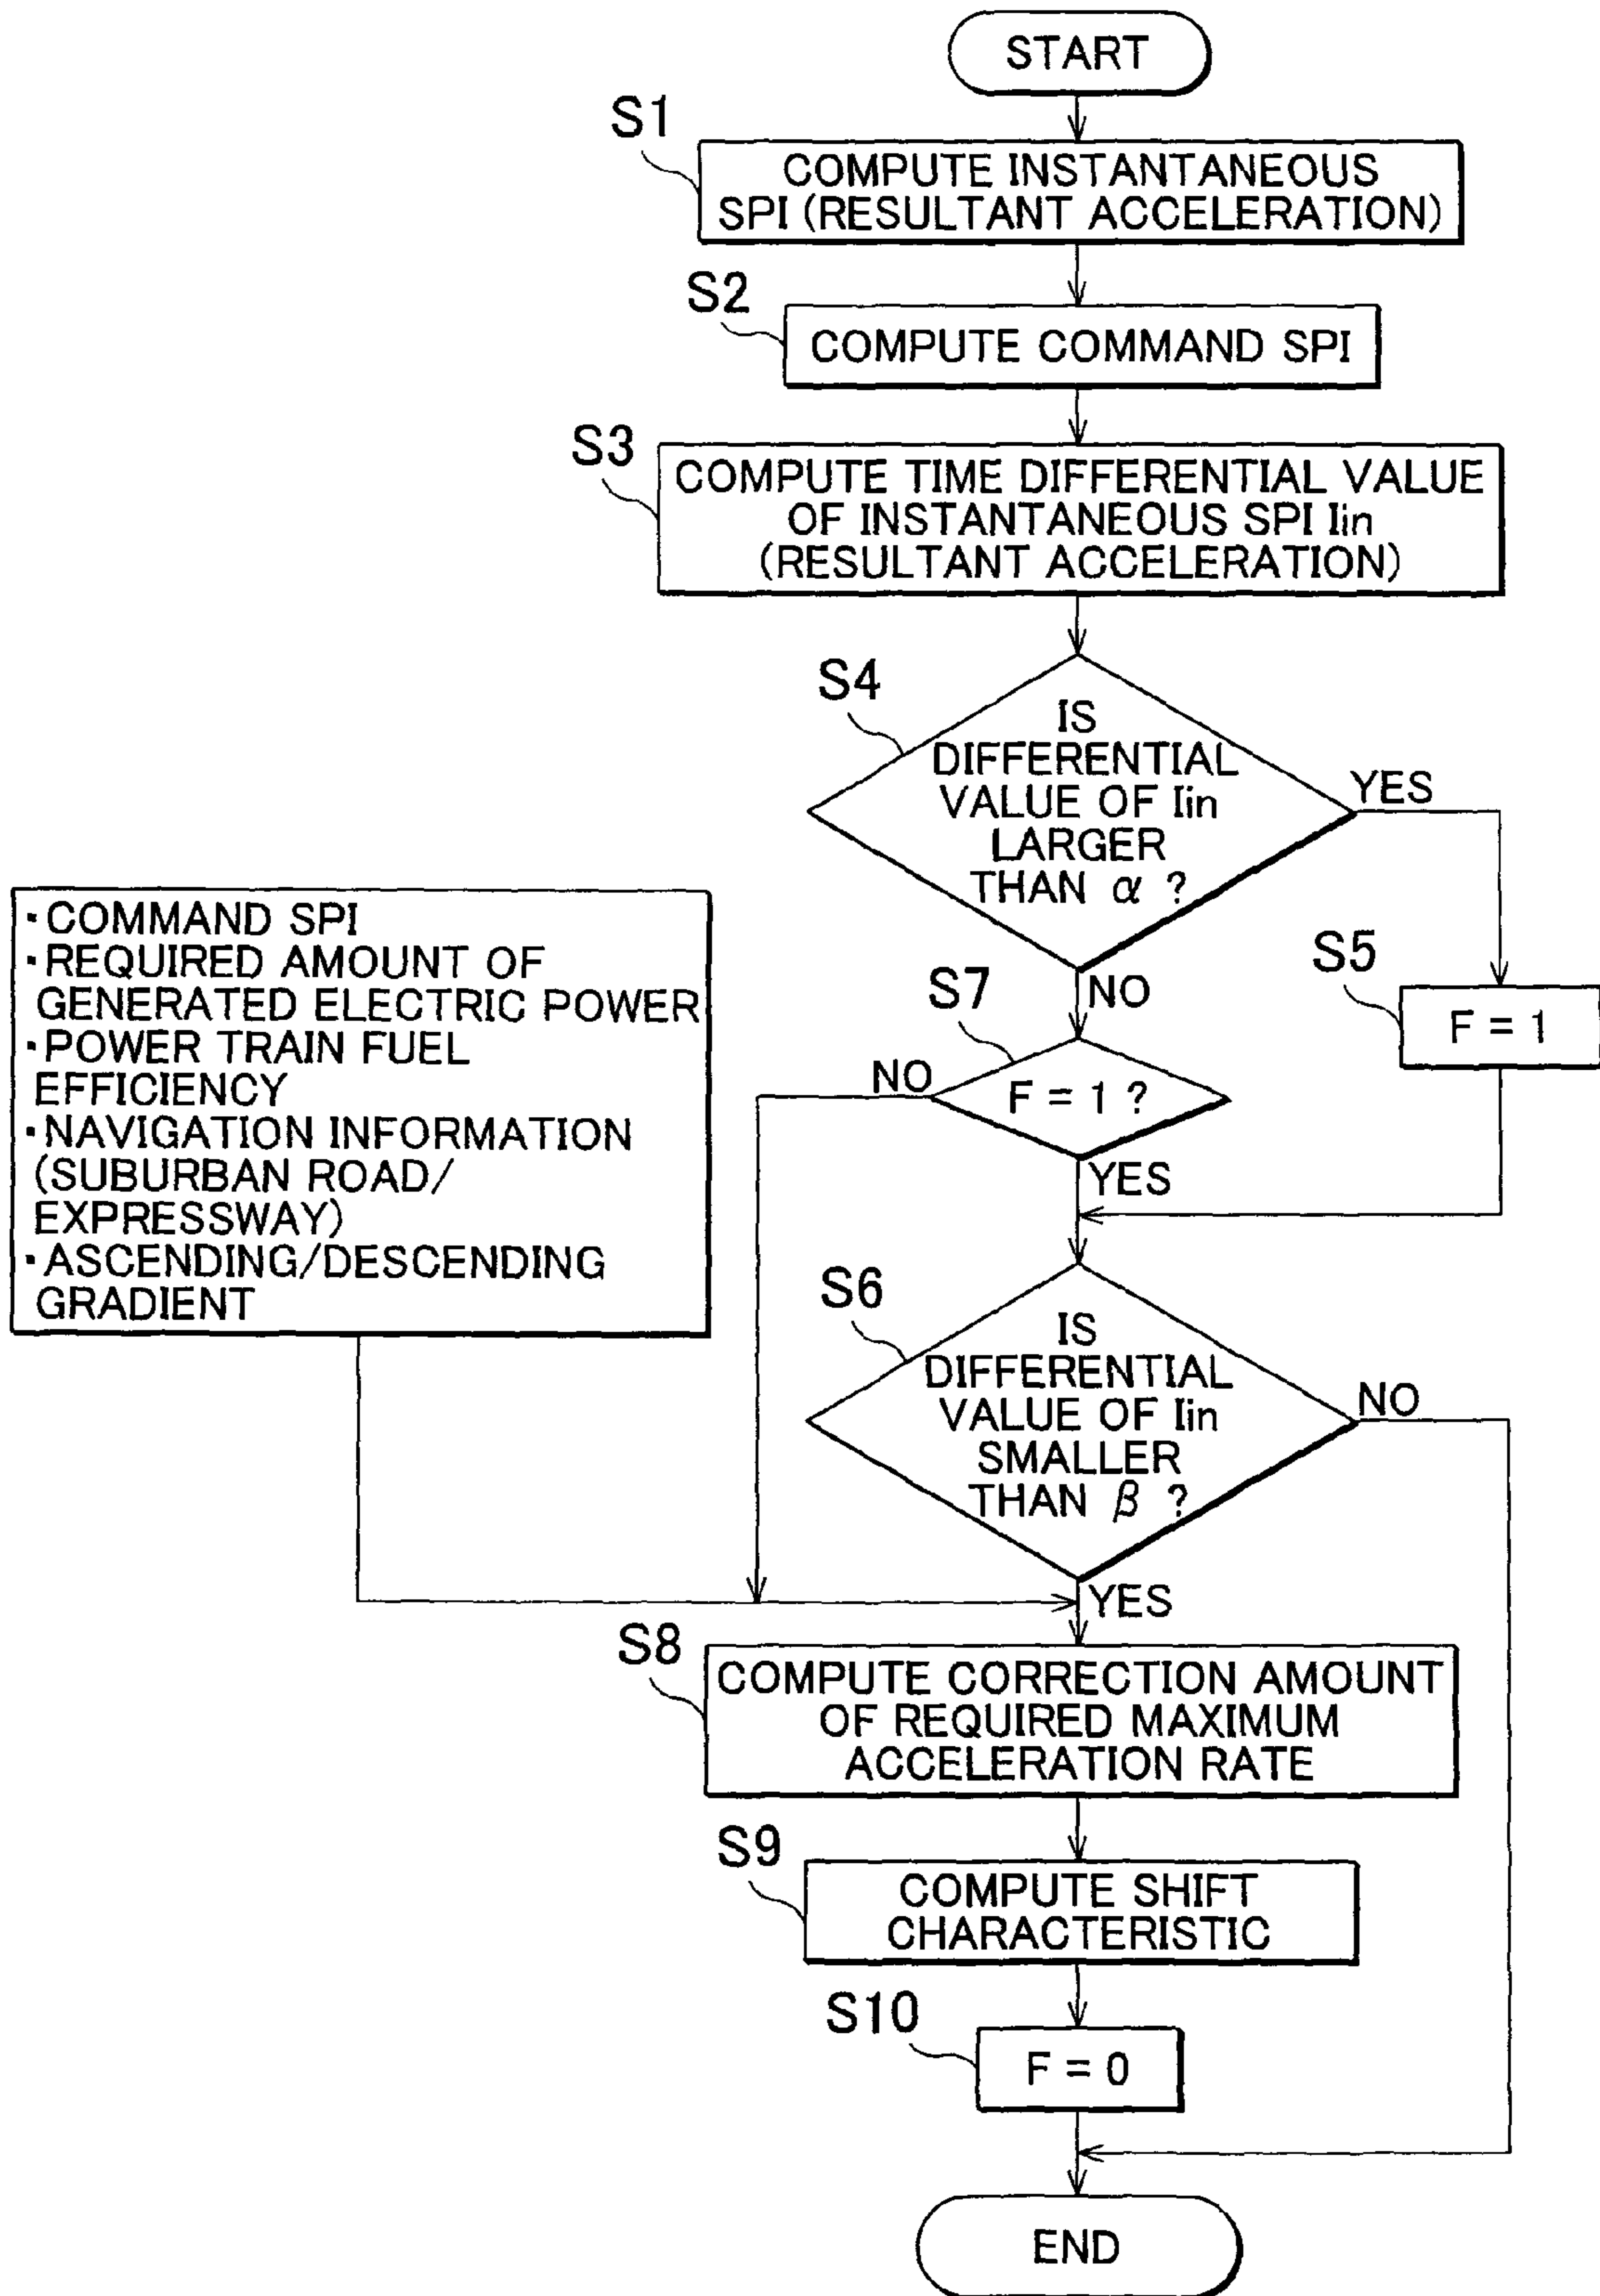 START
S1
COMPUTE INSTANTANEOUS
SPI (RESULTANT ACCELERATION)
S2
COMPUTE COMMAND SPI
S3
COMPUTE TIME DIFFERENTIAL VALUE
OF INSTANTANEOUS SPI Iin
(RESULTANT ACCELERATION)
S4
IS
DIFFERENTIAL
VALUE OF Iin
LARGER
THAN α ?
YES
NO
S5
F = 1
S7
F = 1 ?
NO
YES
・COMMAND SPI
・REQUIRED AMOUNT OF
GENERATED ELECTRIC POWER
・POWER TRAIN FUEL
EFFICIENCY
・NAVIGATION INFORMATION
(SUBURBAN ROAD/
EXPRESSWAY)
・ASCENDING/DESCENDING
GRADIENT
S6
IS
DIFFERENTIAL
VALUE OF Iin
SMALLER
THAN β ?
NO
YES
S8
COMPUTE CORRECTION AMOUNT
OF REQUIRED MAXIMUM
ACCELERATION RATE
S9
COMPUTE SHIFT
CHARACTERISTIC
S10
F = 0
END